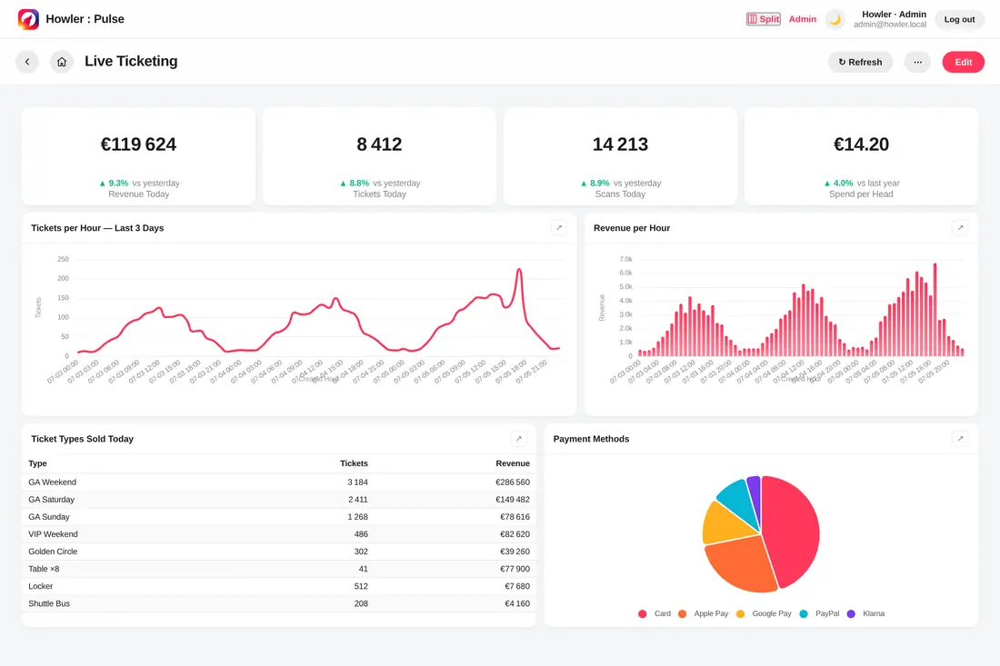 Howler : Pulse
Split Admin 🌙 Howler · Admin
admin@howler.local
Log out
Live Ticketing
↻ Refresh ··· Edit
€119 624
▲ 9.3% vs yesterday
Revenue Today
8 412
▲ 8.8% vs yesterday
Tickets Today
14 213
▲ 8.9% vs yesterday
Scans Today
€14.20
▲ 4.0% vs last year
Spend per Head
Tickets per Hour — Last 3 Days ↗
Tickets
250
200
150
100
50
0
07-03 00:00
07-03 03:00
07-03 06:00
07-03 09:00
07-03 12:00
07-03 15:00
07-03 18:00
07-03 21:00
07-04 00:00
07-04 03:00
07-04 06:00
07-04 09:00
07-04 12:00
07-04 15:00
07-04 18:00
07-04 21:00
07-05 00:00
07-05 03:00
07-05 06:00
07-05 09:00
07-05 12:00
07-05 15:00
07-05 18:00
07-05 21:00
Created Hour
Revenue per Hour ↗
Revenue
7.0k
6.0k
5.0k
4.0k
3.0k
2.0k
1.0k
0
07-03 00:00
07-03 04:00
07-03 08:00
07-03 12:00
07-03 16:00
07-03 20:00
07-04 00:00
07-04 04:00
07-04 08:00
07-04 12:00
07-04 16:00
07-04 20:00
07-05 00:00
07-05 04:00
07-05 08:00
07-05 12:00
07-05 16:00
07-05 20:00
Created Hour
Ticket Types Sold Today ↗
Type Tickets Revenue
GA Weekend 3 184 €286 560
GA Saturday 2 411 €149 482
GA Sunday 1 268 €78 616
VIP Weekend 486 €82 620
Golden Circle 302 €39 260
Table ×8 41 €77 900
Locker 512 €7 680
Shuttle Bus 208 €4 160
Payment Methods ↗
Card Apple Pay Google Pay PayPal Klarna